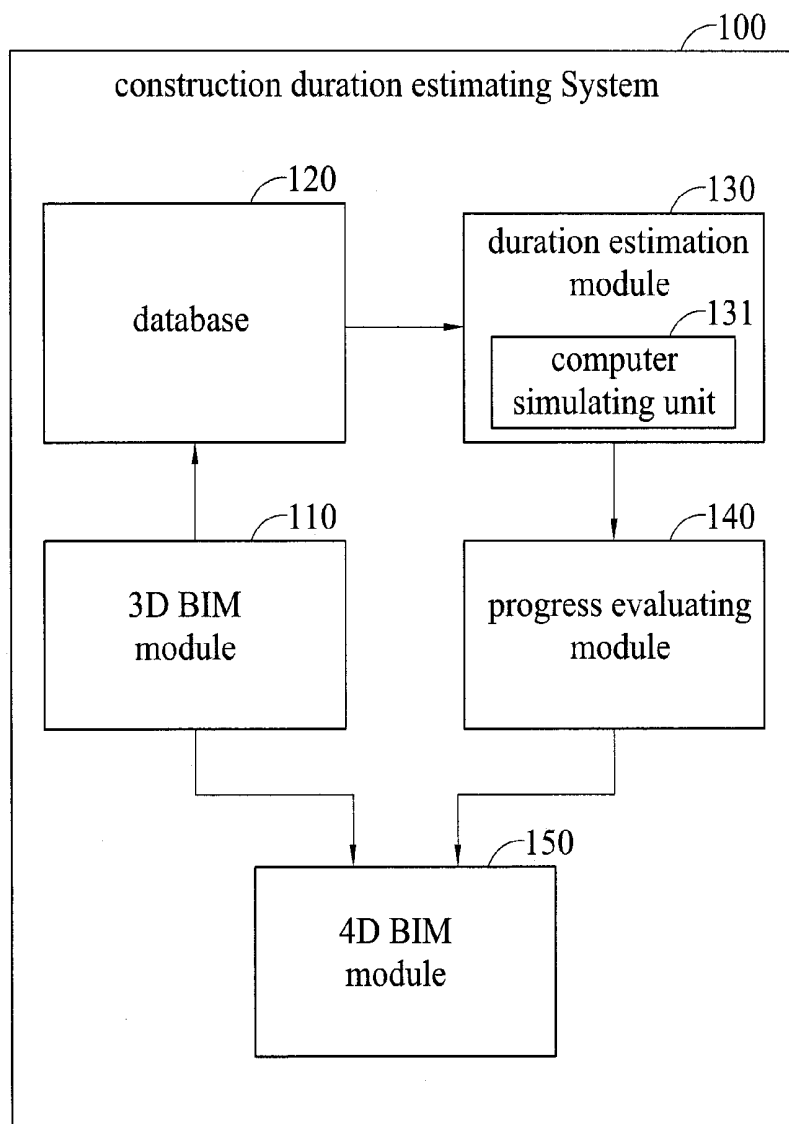 100
construction duration estimating System
120
database
130
duration estimation
module
131
computer
simulating unit
110
3D BIM
module
140
progress evaluating
module
150
4D BIM
module